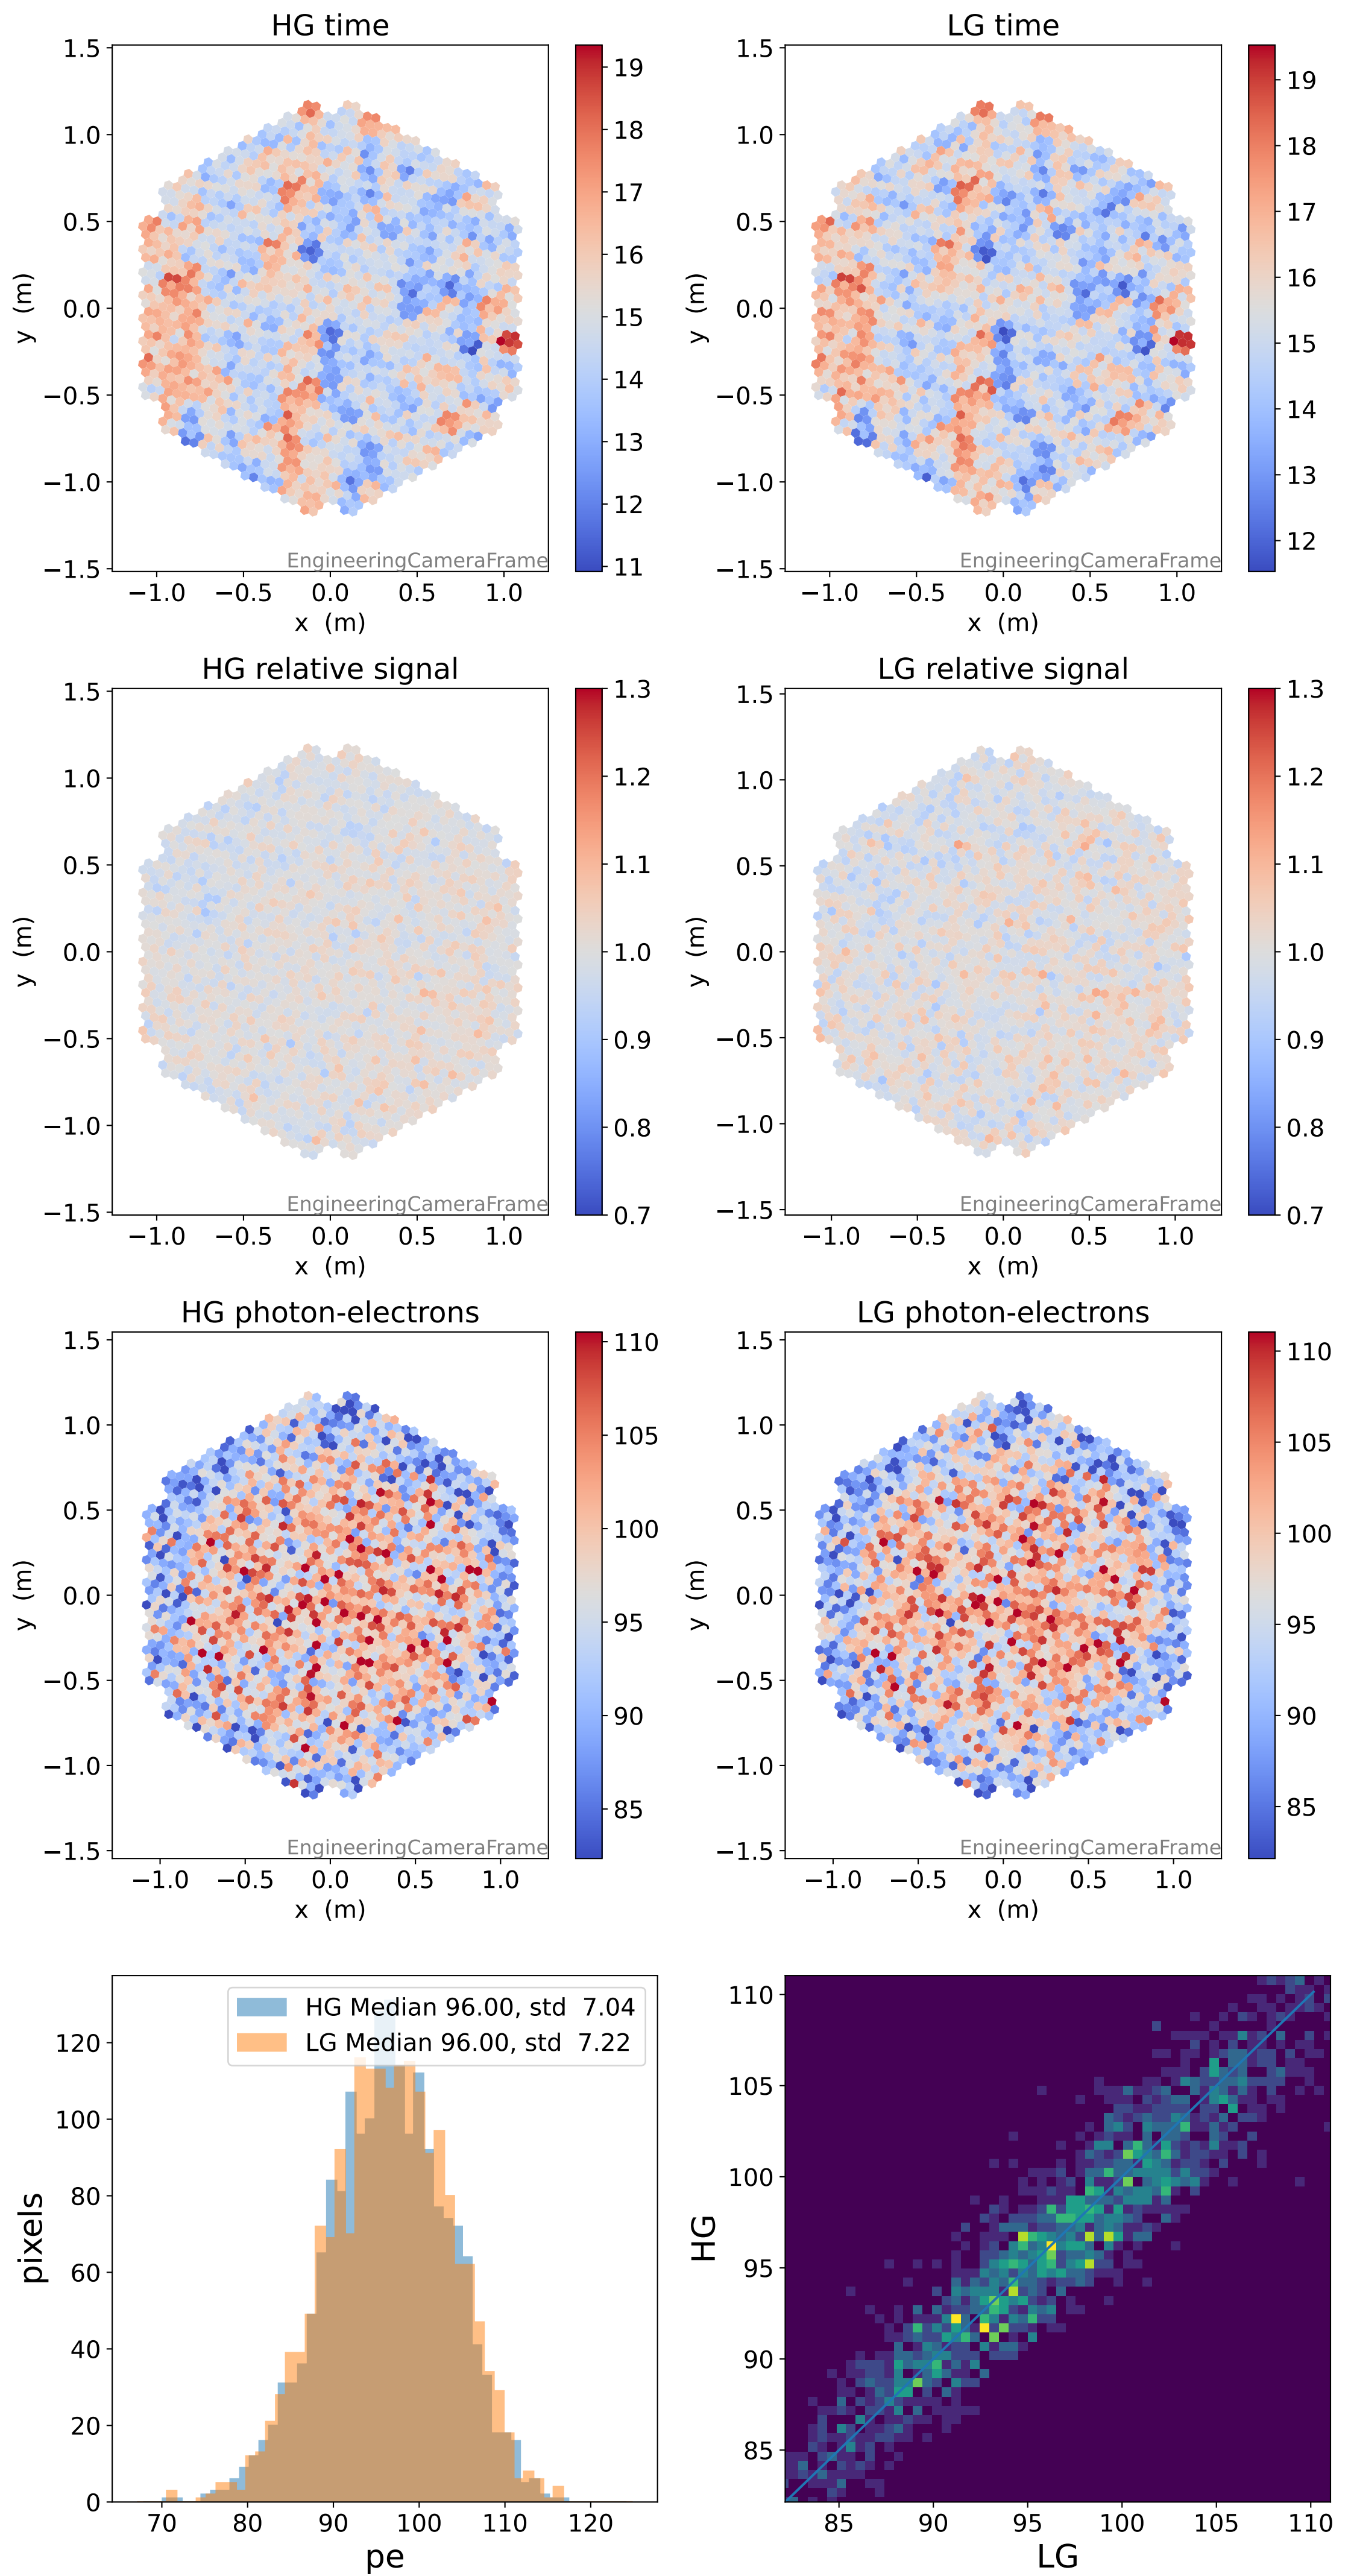 HG time
LG time
1.5
1.0
0.5
0.0
−0.5
−1.0
−1.5
y (m)
−1.0 −0.5 0.0 0.5 1.0
x (m)
EngineeringCameraFrame
19
18
17
16
15
14
13
12
11
1.5
1.0
0.5
0.0
−0.5
−1.0
−1.5
y (m)
−1.0 −0.5 0.0 0.5 1.0
x (m)
EngineeringCameraFrame
19
18
17
16
15
14
13
12
HG relative signal
LG relative signal
1.5
1.0
0.5
0.0
−0.5
−1.0
−1.5
y (m)
−1.0 −0.5 0.0 0.5 1.0
x (m)
EngineeringCameraFrame
1.3
1.2
1.1
1.0
0.9
0.8
0.7
1.5
1.0
0.5
0.0
−0.5
−1.0
−1.5
y (m)
−1.0 −0.5 0.0 0.5 1.0
x (m)
EngineeringCameraFrame
1.3
1.2
1.1
1.0
0.9
0.8
0.7
HG photon-electrons
LG photon-electrons
1.5
1.0
0.5
0.0
−0.5
−1.0
−1.5
y (m)
−1.0 −0.5 0.0 0.5 1.0
x (m)
EngineeringCameraFrame
110
105
100
95
90
85
1.5
1.0
0.5
0.0
−0.5
−1.0
−1.5
y (m)
−1.0 −0.5 0.0 0.5 1.0
x (m)
EngineeringCameraFrame
110
105
100
95
90
85
HG Median 96.00, std 7.04
LG Median 96.00, std 7.22
120
100
80
60
40
20
0
pixels
70 80 90 100 110 120
pe
110
105
100
95
90
85
HG
85 90 95 100 105 110
LG